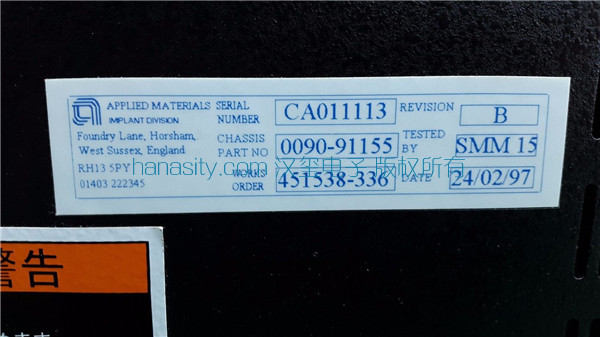 APPLIED MATERIALS
IMPLANT DIVISION
Foundry Lane, Horsham,
West Sussex, England
RH13 5PY
01403 222345
SERIAL NUMBER CA011113 REVISION B
CHASSIS PART NO 0090-91155 TESTED BY SMM 15
WORKS ORDER 451538-336 DATE 24/02/97
hanasity.com 汉玺电子 版权所有
警告